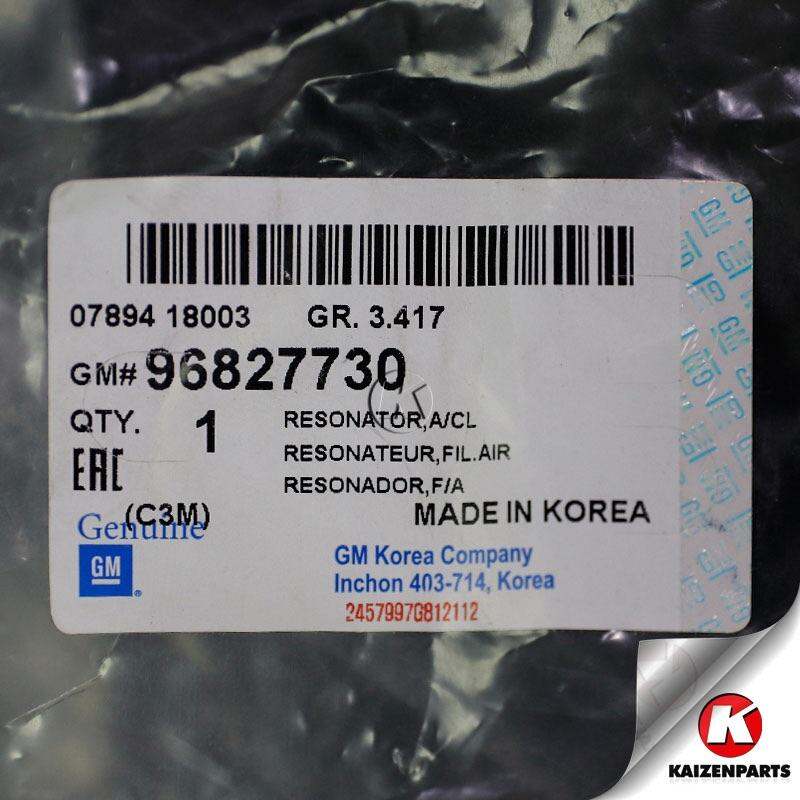 07894 18003 GR. 3.417
GM# 96827730
QTY. 1 RESONATOR,A/CL
RESONATEUR,FIL.AIR
EAC RESONADOR,F/A
(C3M) MADE IN KOREA
Genuine
GM ®
GM Korea Company
Inchon 403-714, Korea
2457997G812112
K
KAIZENPARTS